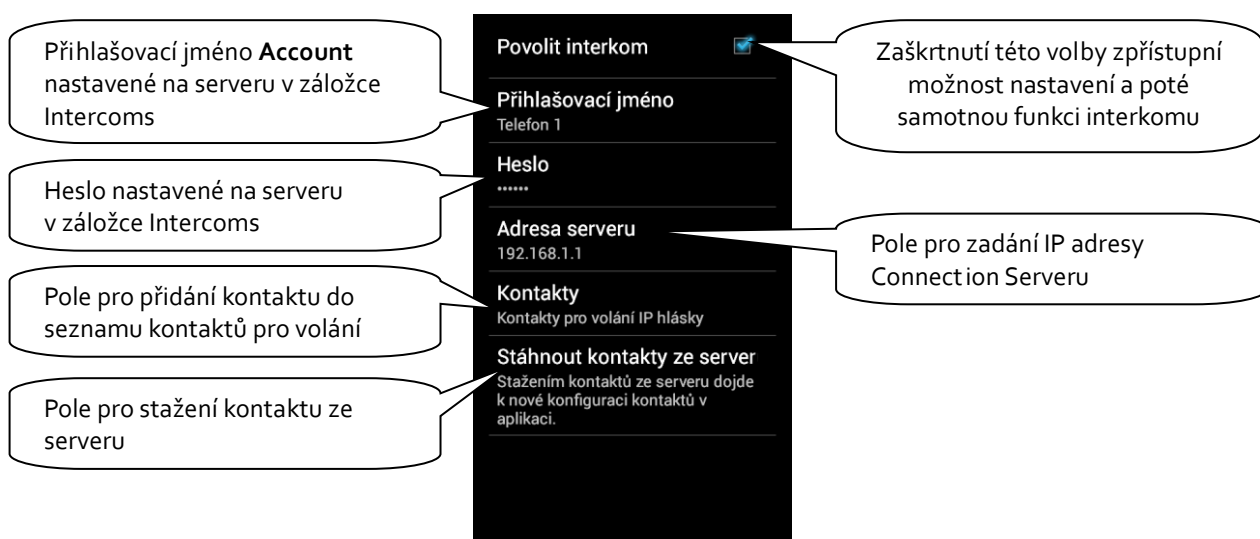 Přihlašovací jméno Account
nastavené na serveru v záložce
Intercoms
Heslo nastavené na serveru
v záložce Intercoms
Pole pro přidání kontaktu do
seznamu kontaktů pro volání
Pole pro stažení kontaktu ze
serveru
Povolit interkom
Přihlašovací jméno
Telefon 1
Heslo
••••••
Adresa serveru
192.168.1.1
Kontakty
Kontakty pro volání IP hlásky
Stáhnout kontakty ze server
Stažením kontaktů ze serveru dojde
k nové konfiguraci kontaktů v
aplikaci.
Zaškrtnutí této volby zpřístupní
možnost nastavení a poté
samotnou funkci interkomu
Pole pro zadání IP adresy
Connection Serveru